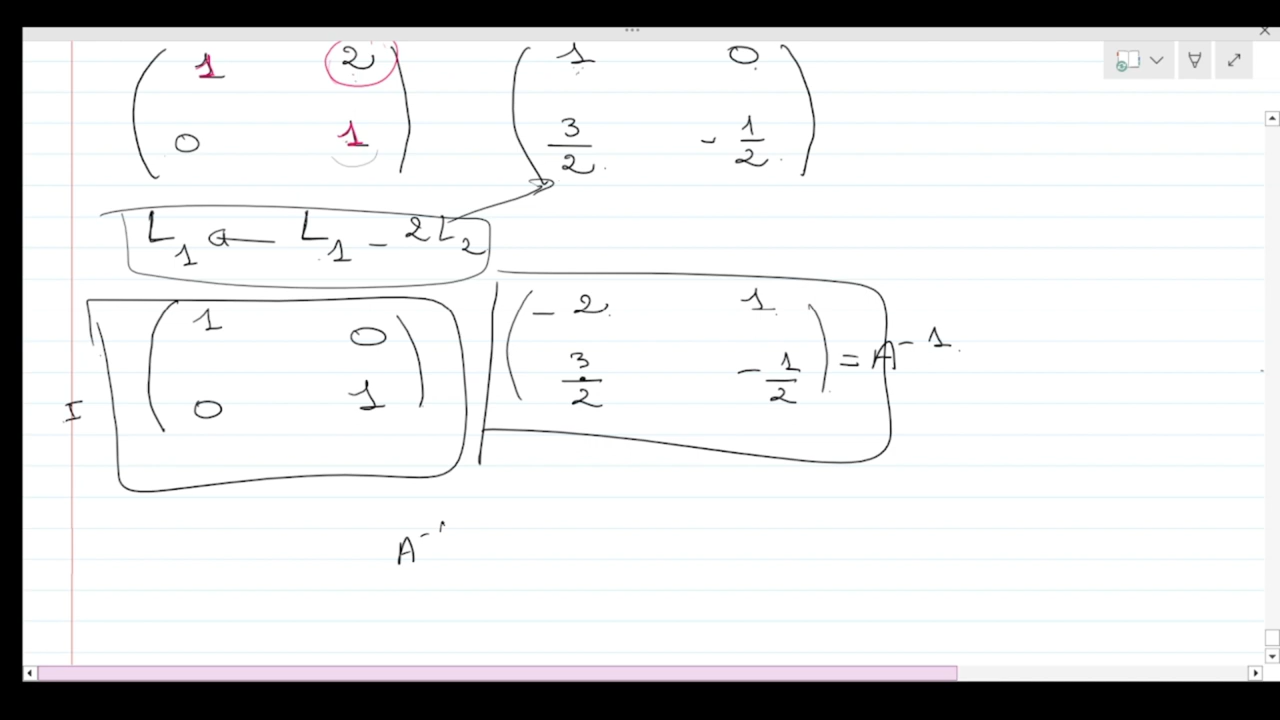 ( 1 2 ) ( 1 0 )
( 0 1 ) ( 3/2 - 1/2 )
L₁ ← L₁ - 2L₂
( 1 0 ) ( - 2 1 )
I ( 0 1 ) ( 3/2 - 1/2 ) = A⁻¹
A⁻¹